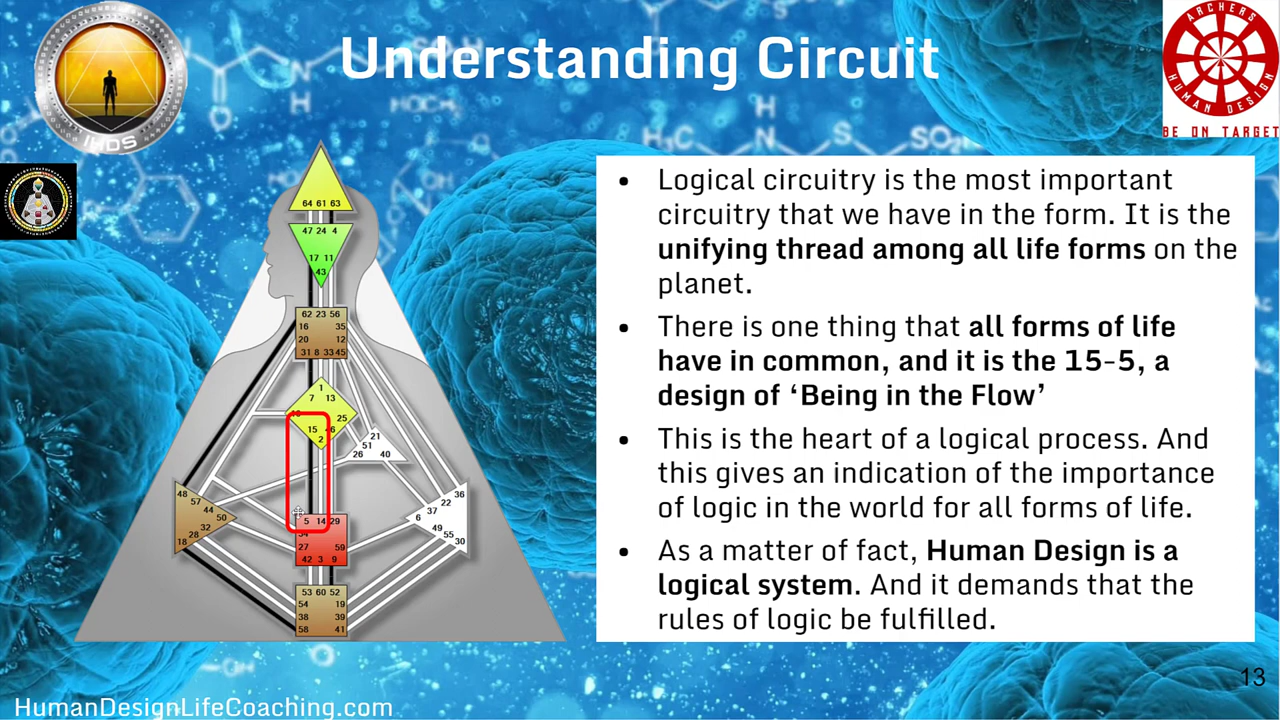 Understanding Circuit
IHDS
ARCHERS
HUMAN DESIGN
BE ON TARGET
• Logical circuitry is the most important
circuitry that we have in the form. It is the
unifying thread among all life forms on the
planet.
• There is one thing that all forms of life
have in common, and it is the 15-5, a
design of ‘Being in the Flow’
• This is the heart of a logical process. And
this gives an indication of the importance
of logic in the world for all forms of life.
• As a matter of fact, Human Design is a
logical system. And it demands that the
rules of logic be fulfilled.
64 61 63
47 24 4
17 11
43
62 23 56
16 35
20 12
31 8 33 45
1
7 13
25
15 46
2
21
51
26 40
48
57
44
50
32
28
18
36
22
37
6
49
55
30
5 14 29
34
27 59
42 3 9
53 60 52
54 19
38 39
58 41
HumanDesignLifeCoaching.com
13